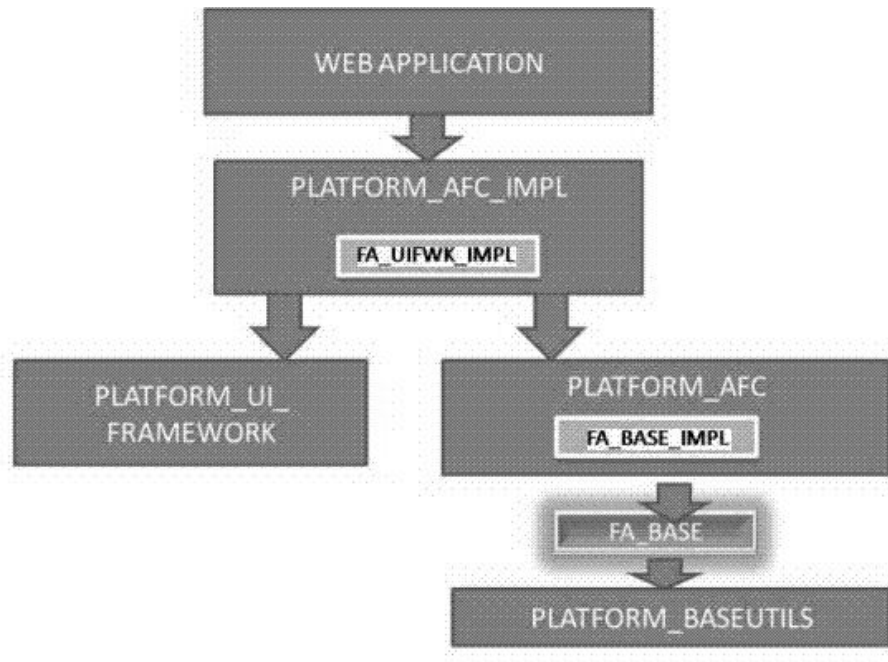 WEB APPLICATION
PLATFORM_AFC_IMPL
FA_UIFWK_IMPL
PLATFORM_UI_
FRAMEWORK
PLATFORM_AFC
FA_BASE_IMPL
FA_BASE
PLATFORM_BASEUTILS